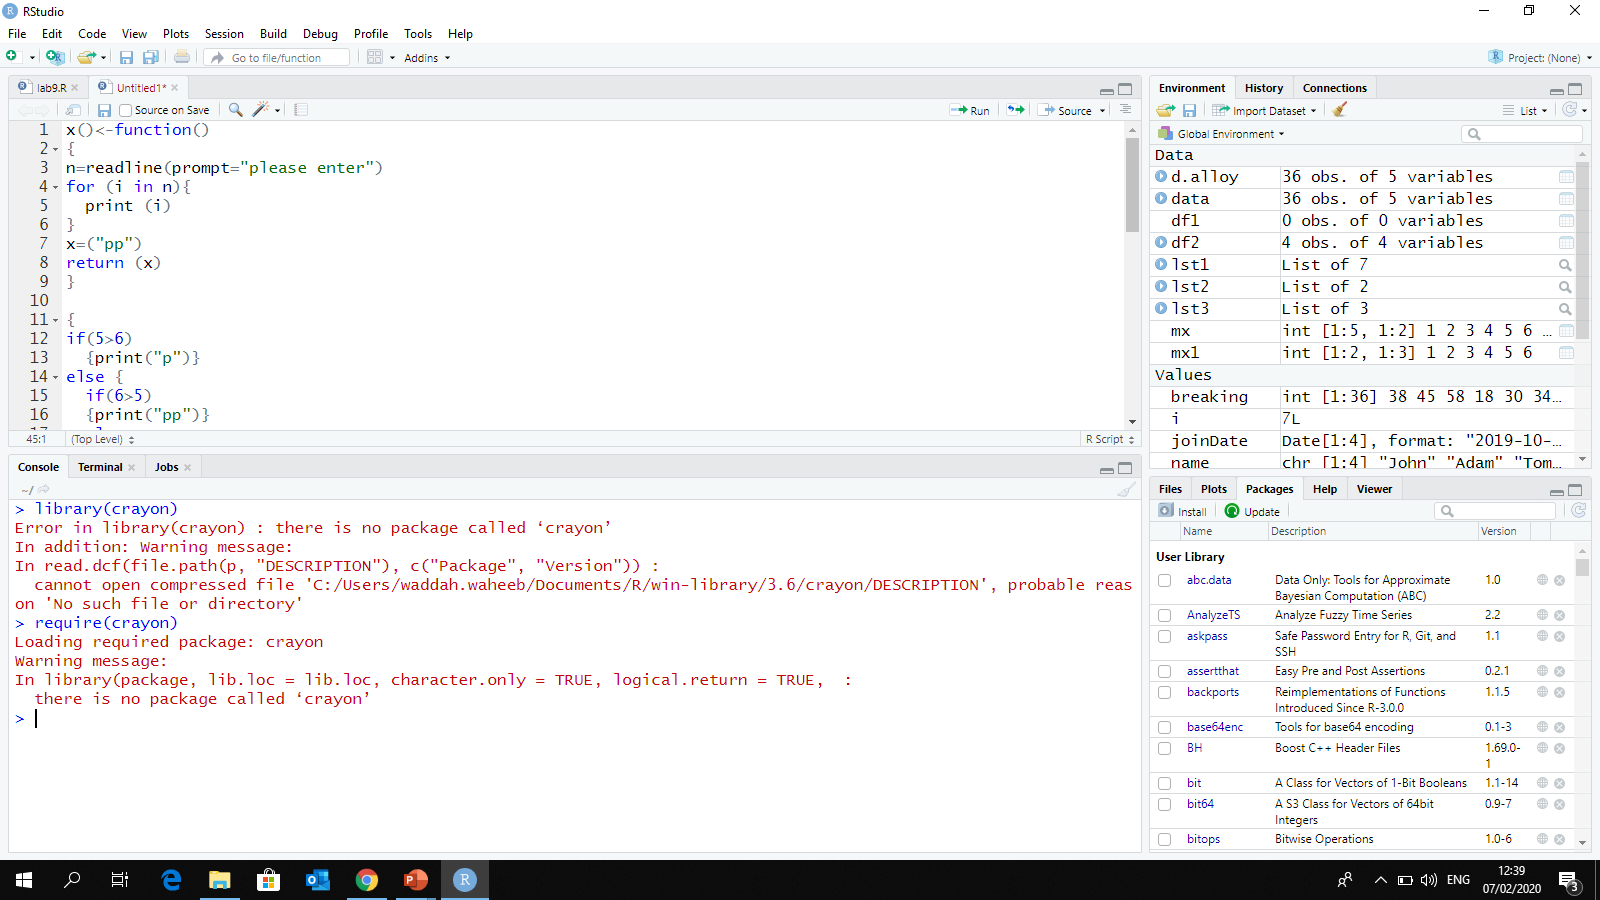 RStudio
File Edit Code View Plots Session Build Debug Profile Tools Help
Go to file/function Addins Project: (None)
lab9.R Untitled1*
Source on Save Run Source
1 x()<-function()
2 {
3 n=readline(prompt="please enter")
4 for (i in n){
5 print (i)
6 }
7 x=("pp")
8 return (x)
9 }
10
11 {
12 if(5>6)
13 {print("p")}
14 else {
15 if(6>5)
16 {print("pp")}
45:1 (Top Level) R Script
Console Terminal Jobs
~/
> library(crayon)
Error in library(crayon) : there is no package called ‘crayon’
In addition: Warning message:
In read.dcf(file.path(p, "DESCRIPTION"), c("Package", "Version")) :
cannot open compressed file 'C:/Users/waddah.waheeb/Documents/R/win-library/3.6/crayon/DESCRIPTION', probable reas
on 'No such file or directory'
> require(crayon)
Loading required package: crayon
Warning message:
In library(package, lib.loc = lib.loc, character.only = TRUE, logical.return = TRUE,  :
there is no package called ‘crayon’
>
Environment History Connections
Import Dataset List
Global Environment
Data
d.alloy 36 obs. of 5 variables
data 36 obs. of 5 variables
df1 0 obs. of 0 variables
df2 4 obs. of 4 variables
lst1 List of 7
lst2 List of 2
lst3 List of 3
mx int [1:5, 1:2] 1 2 3 4 5 6 ...
mx1 int [1:2, 1:3] 1 2 3 4 5 6
Values
breaking int [1:36] 38 45 58 18 30 34...
i 7L
joinDate Date[1:4], format: "2019-10-...
name chr [1:4] "John" "Adam" "Tom...
Files Plots Packages Help Viewer
Install Update
Name Description Version
User Library
abc.data Data Only: Tools for Approximate 1.0
Bayesian Computation (ABC)
AnalyzeTS Analyze Fuzzy Time Series 2.2
askpass Safe Password Entry for R, Git, and 1.1
SSH
assertthat Easy Pre and Post Assertions 0.2.1
backports Reimplementations of Functions 1.1.5
Introduced Since R-3.0.0
base64enc Tools for base64 encoding 0.1-3
BH Boost C++ Header Files 1.69.0-
1
bit A Class for Vectors of 1-Bit Booleans 1.1-14
bit64 A S3 Class for Vectors of 64bit 0.9-7
Integers
bitops Bitwise Operations 1.0-6
ENG 12:39
07/02/2020 3